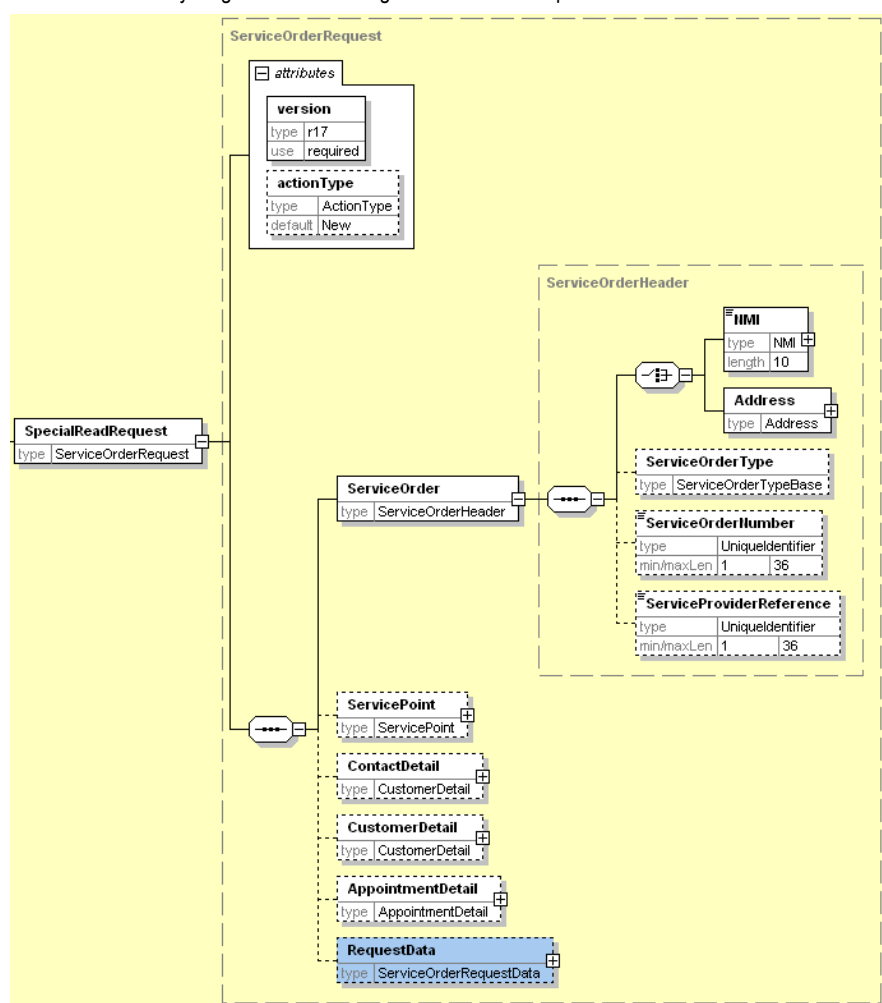 ServiceOrderRequest
attributes
version
type r17
use required
actionType
type ActionType
default New
ServiceOrderHeader
NMI
type NMI
length 10
Address
type Address
SpecialReadRequest
type ServiceOrderRequest
ServiceOrder
type ServiceOrderHeader
ServiceOrderType
type ServiceOrderTypeBase
ServiceOrderNumber
type UniqueIdentifier
min/maxLen 1 36
ServiceProviderReference
type UniqueIdentifier
min/maxLen 1 36
ServicePoint
type ServicePoint
ContactDetail
type CustomerDetail
CustomerDetail
type CustomerDetail
AppointmentDetail
type AppointmentDetail
RequestData
type ServiceOrderRequestData